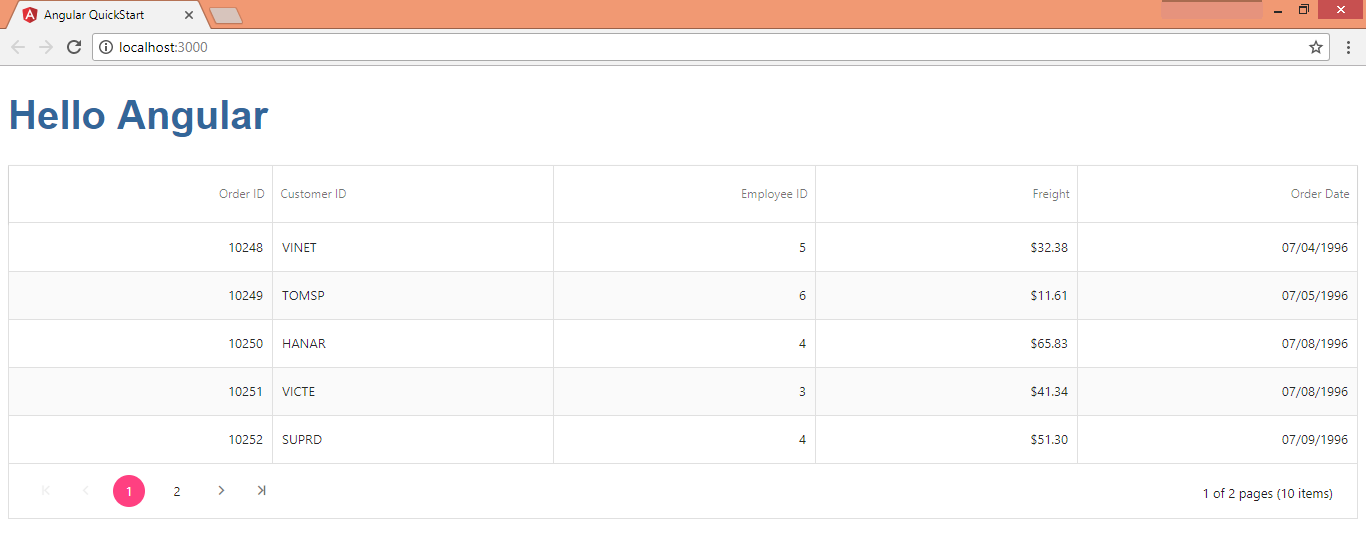 Angular QuickStart
localhost:3000
Hello Angular
Order ID Customer ID Employee ID Freight Order Date
10248 VINET 5 $32.38 07/04/1996
10249 TOMSP 6 $11.61 07/05/1996
10250 HANAR 4 $65.83 07/08/1996
10251 VICTE 3 $41.34 07/08/1996
10252 SUPRD 4 $51.30 07/09/1996
1 2 1 of 2 pages (10 items)